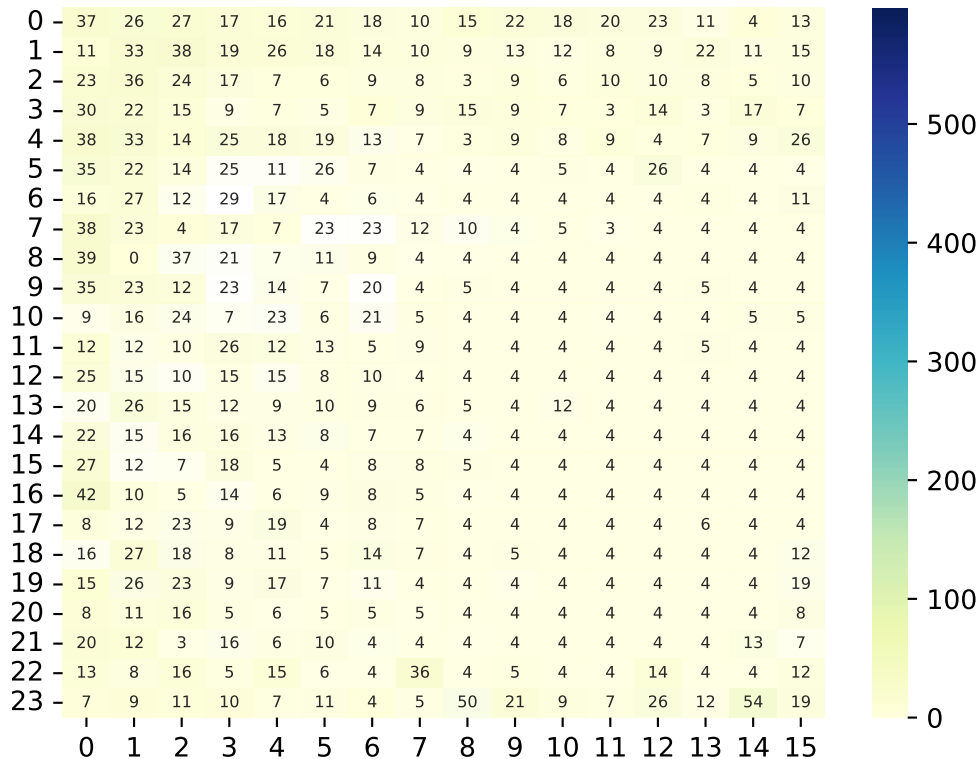 0 37 26 27 17 16 21 18 10 15 22 18 20 23 11 4 13
1 11 33 38 19 26 18 14 10 9 13 12 8 9 22 11 15
2 23 36 24 17 7 6 9 8 3 9 6 10 10 8 5 10
3 30 22 15 9 7 5 7 9 15 9 7 3 14 3 17 7
4 38 33 14 25 18 19 13 7 3 9 8 9 4 7 9 26
5 35 22 14 25 11 26 7 4 4 4 5 4 26 4 4 4
6 16 27 12 29 17 4 6 4 4 4 4 4 4 4 4 11
7 38 23 4 17 7 23 23 12 10 4 5 3 4 4 4 4
8 39 0 37 21 7 11 9 4 4 4 4 4 4 4 4 4
9 35 23 12 23 14 7 20 4 5 4 4 4 4 5 4 4
10 9 16 24 7 23 6 21 5 4 4 4 4 4 4 5 5
11 12 12 10 26 12 13 5 9 4 4 4 4 4 5 4 4
12 25 15 10 15 15 8 10 4 4 4 4 4 4 4 4 4
13 20 26 15 12 9 10 9 6 5 4 12 4 4 4 4 4
14 22 15 16 16 13 8 7 7 4 4 4 4 4 4 4 4
15 27 12 7 18 5 4 8 8 5 4 4 4 4 4 4 4
16 42 10 5 14 6 9 8 5 4 4 4 4 4 4 4 4
17 8 12 23 9 19 4 8 7 4 4 4 4 4 6 4 4
18 16 27 18 8 11 5 14 7 4 5 4 4 4 4 4 12
19 15 26 23 9 17 7 11 4 4 4 4 4 4 4 4 19
20 8 11 16 5 6 5 5 5 4 4 4 4 4 4 4 8
21 20 12 3 16 6 10 4 4 4 4 4 4 4 4 13 7
22 13 8 16 5 15 6 4 36 4 5 4 4 14 4 4 12
23 7 9 11 10 7 11 4 5 50 21 9 7 26 12 54 19
0 1 2 3 4 5 6 7 8 9 10 11 12 13 14 15
500
400
300
200
100
0